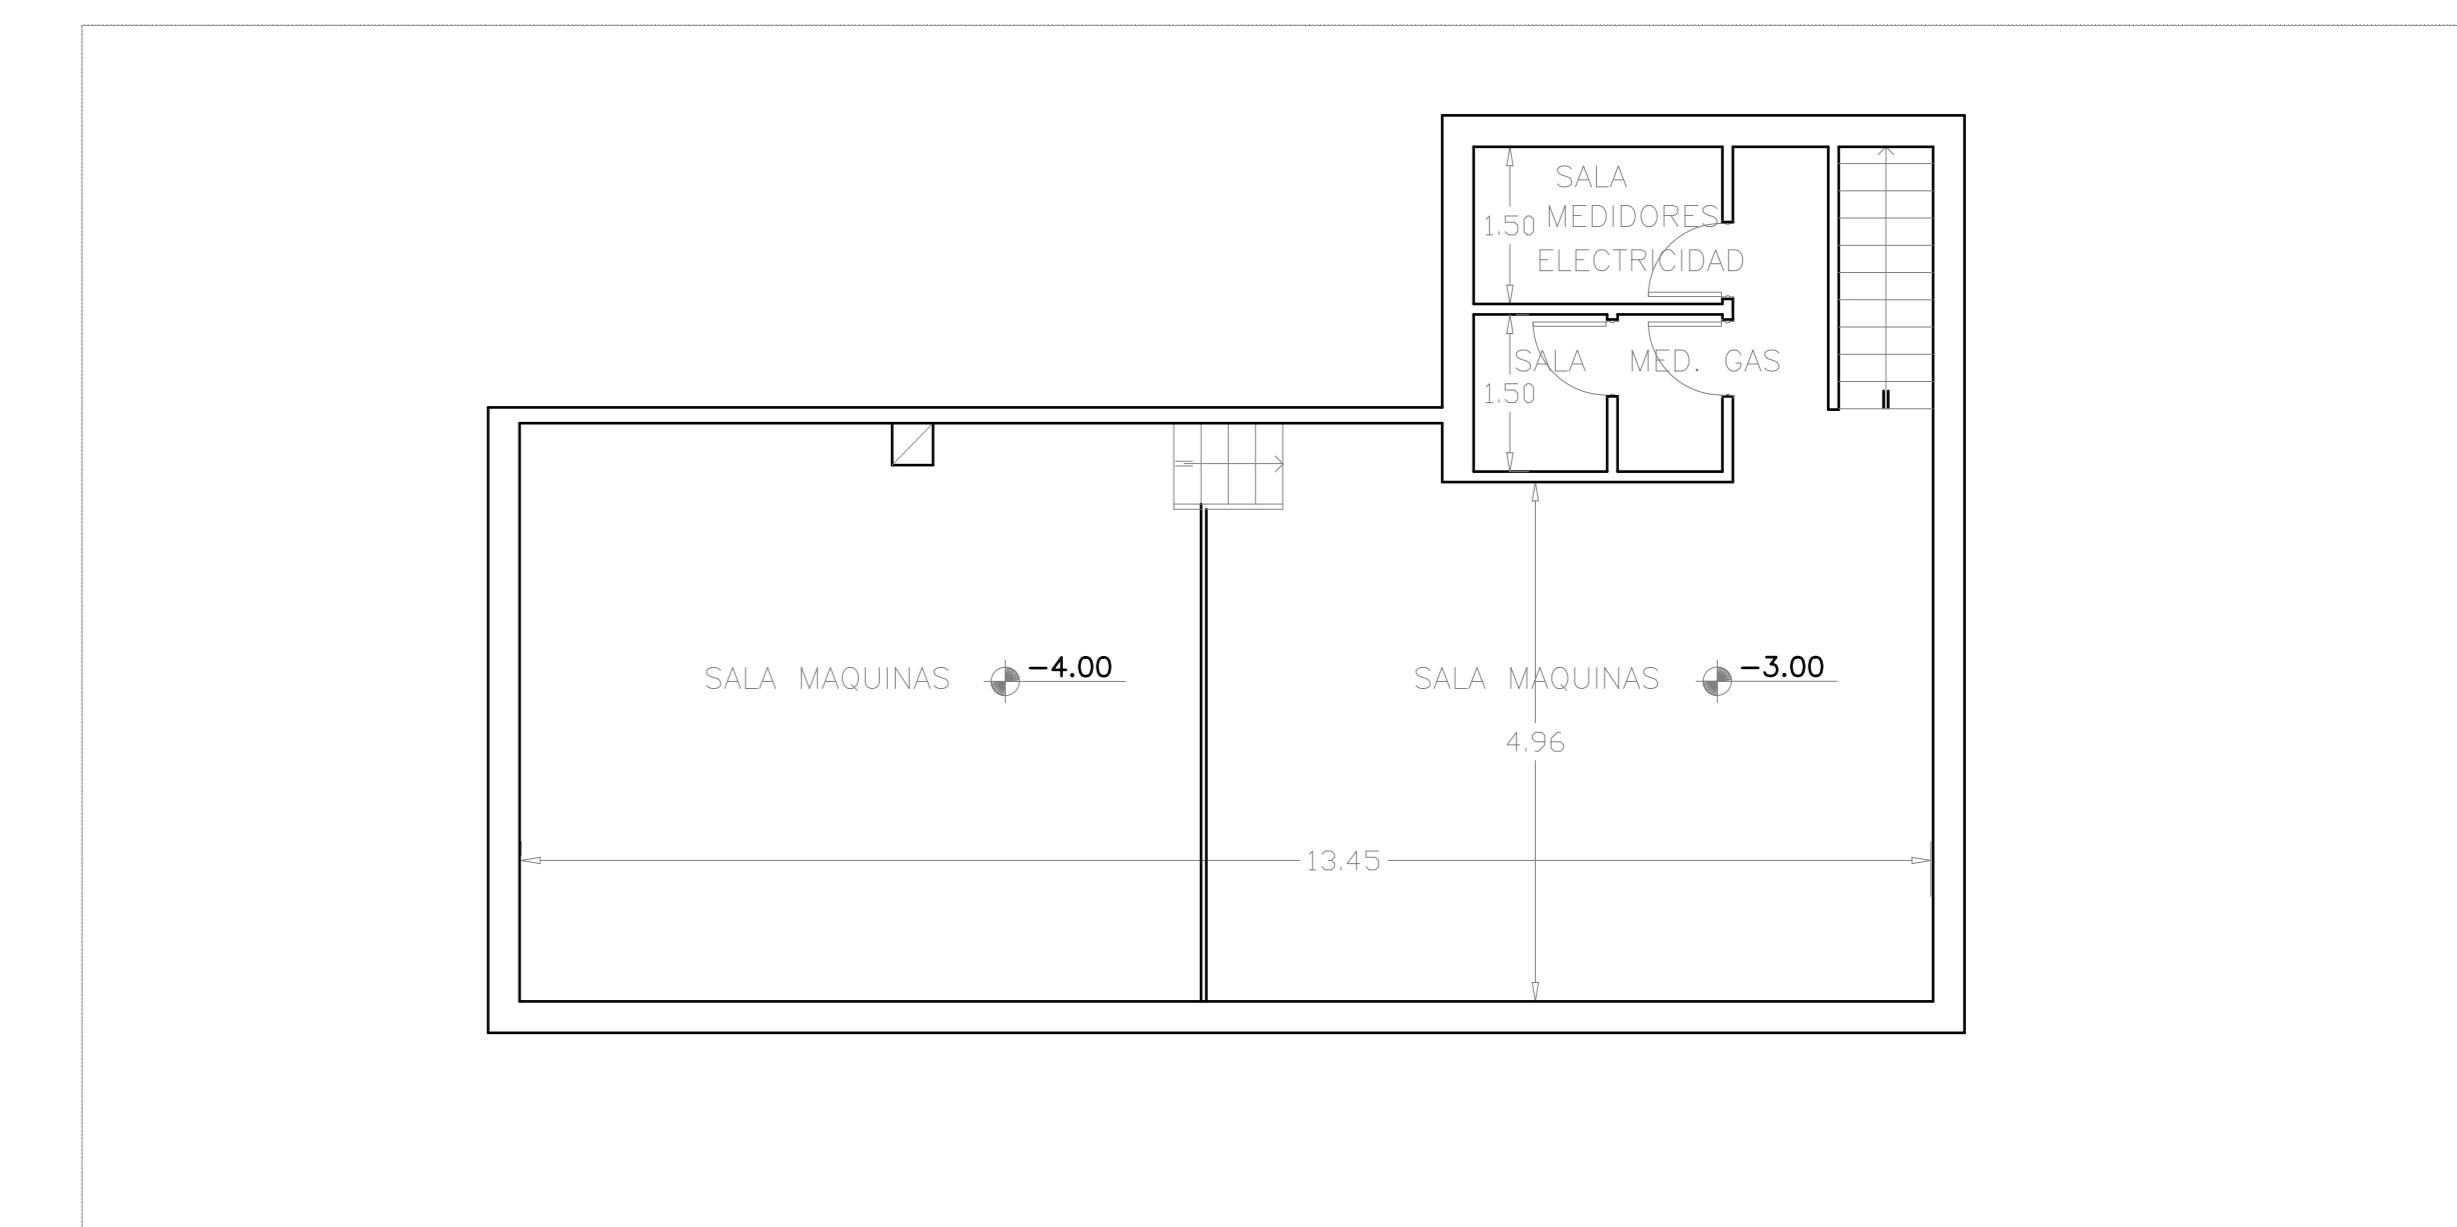 SALA
MEDIDORES
ELECTRICIDAD
1.50
SALA MED. GAS
1.50
SALA MAQUINAS
-4.00
SALA MAQUINAS
-3.00
4.96
13.45